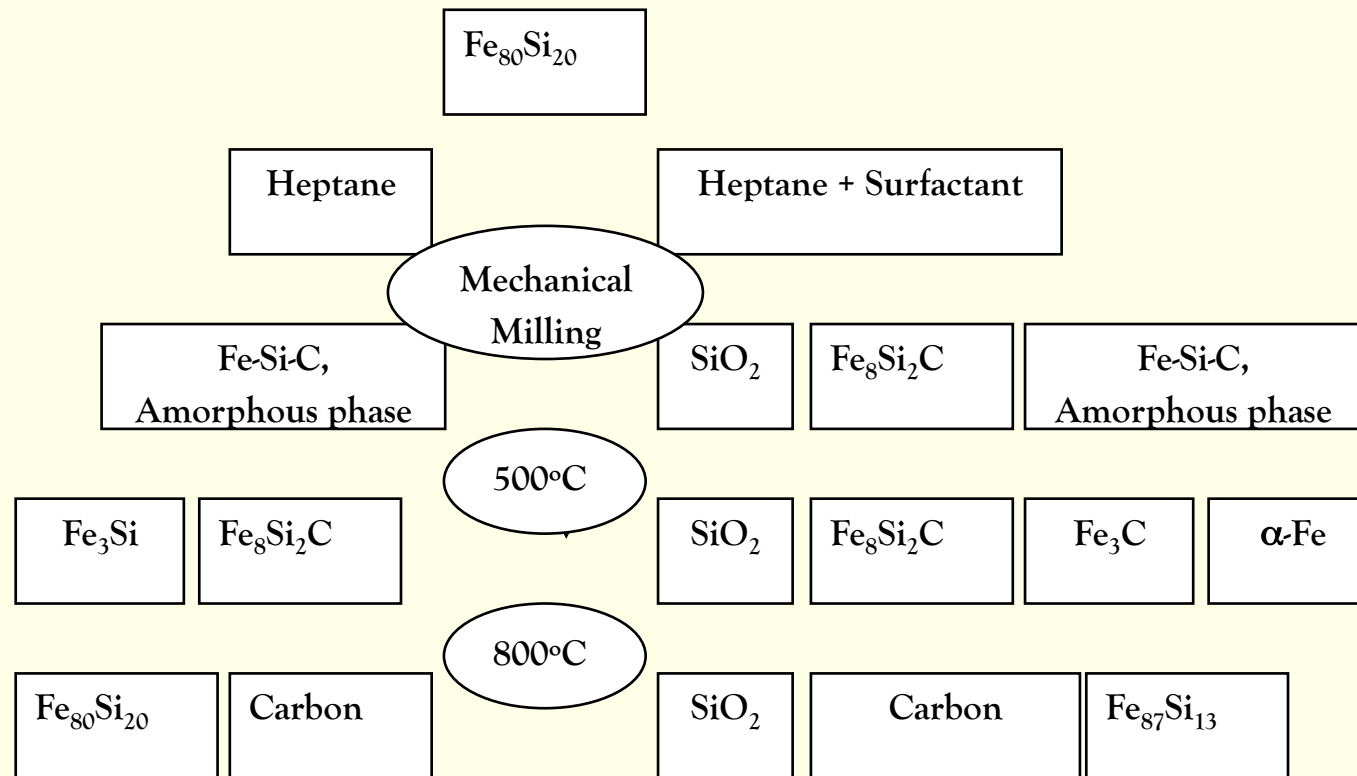 Fe₈₀Si₂₀
Heptane
Heptane + Surfactant
Mechanical
Milling
Fe-Si-C,
Amorphous phase
SiO₂
Fe₈Si₂C
Fe-Si-C,
Amorphous phase
500ºC
Fe₃Si
Fe₈Si₂C
SiO₂
Fe₈Si₂C
Fe₃C
α-Fe
800ºC
Fe₈₀Si₂₀
Carbon
SiO₂
Carbon
Fe₈₇Si₁₃